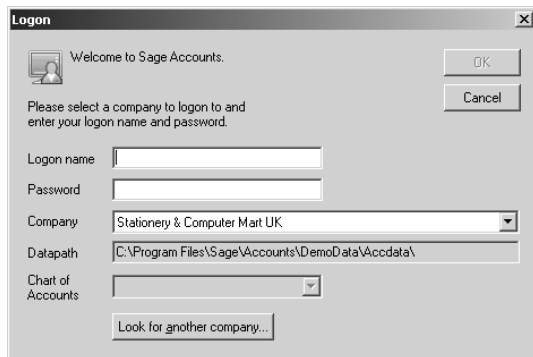 Logon
Welcome to Sage Accounts.
OK
Please select a company to logon to and
enter your logon name and password.
Cancel
Logon name
Password
Company Stationery & Computer Mart UK
Datapath C:\Program Files\Sage\Accounts\DemoData\Accdata\
Chart of
Accounts
Look for another company...